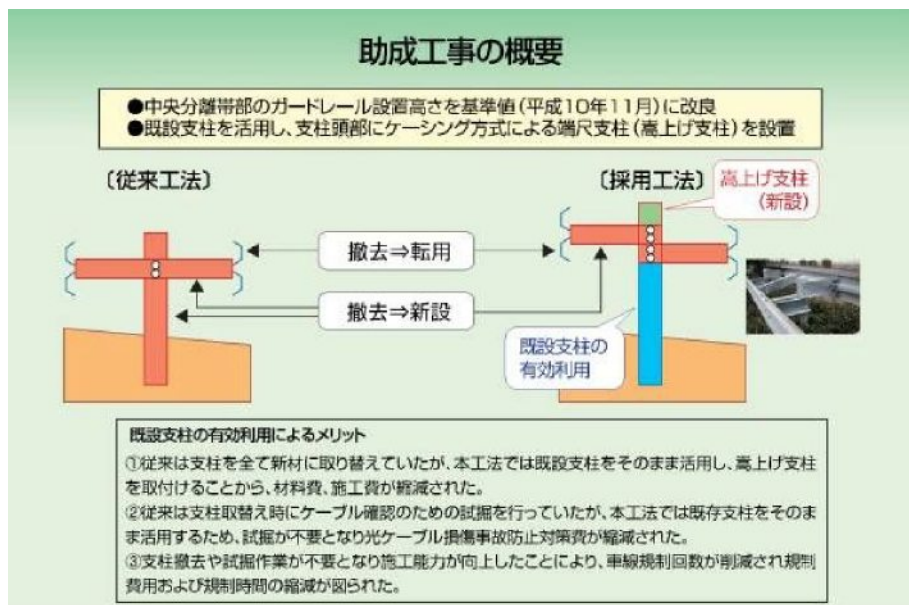 助成工事の概要
●中央分離帯部のガードレール設置高さを基準値(平成10年11月)に改良
●既設支柱を活用し、支柱頭部にケーシング方式による端尺支柱(嵩上げ支柱)を設置
〔従来工法〕
〔採用工法〕
嵩上げ支柱
(新設)
撤去⇒転用
撤去⇒新設
既設支柱の
有効利用
既設支柱の有効利用によるメリット
①従来は支柱を全て新材に取り替えていたが、本工法では既設支柱をそのまま活用し、嵩上げ支柱
を取付けることから、材料費、施工費が縮減された。
②従来は支柱取替え時にケーブル確認のための試掘を行っていたが、本工法では既存支柱をそのま
ま活用するため、試掘が不要となり光ケーブル損傷事故防止対策費が縮減された。
③支柱撤去や試掘作業が不要となり施工能力が向上したことにより、車線規制回数が削減され規制
費用および規制時間の縮減が図られた。